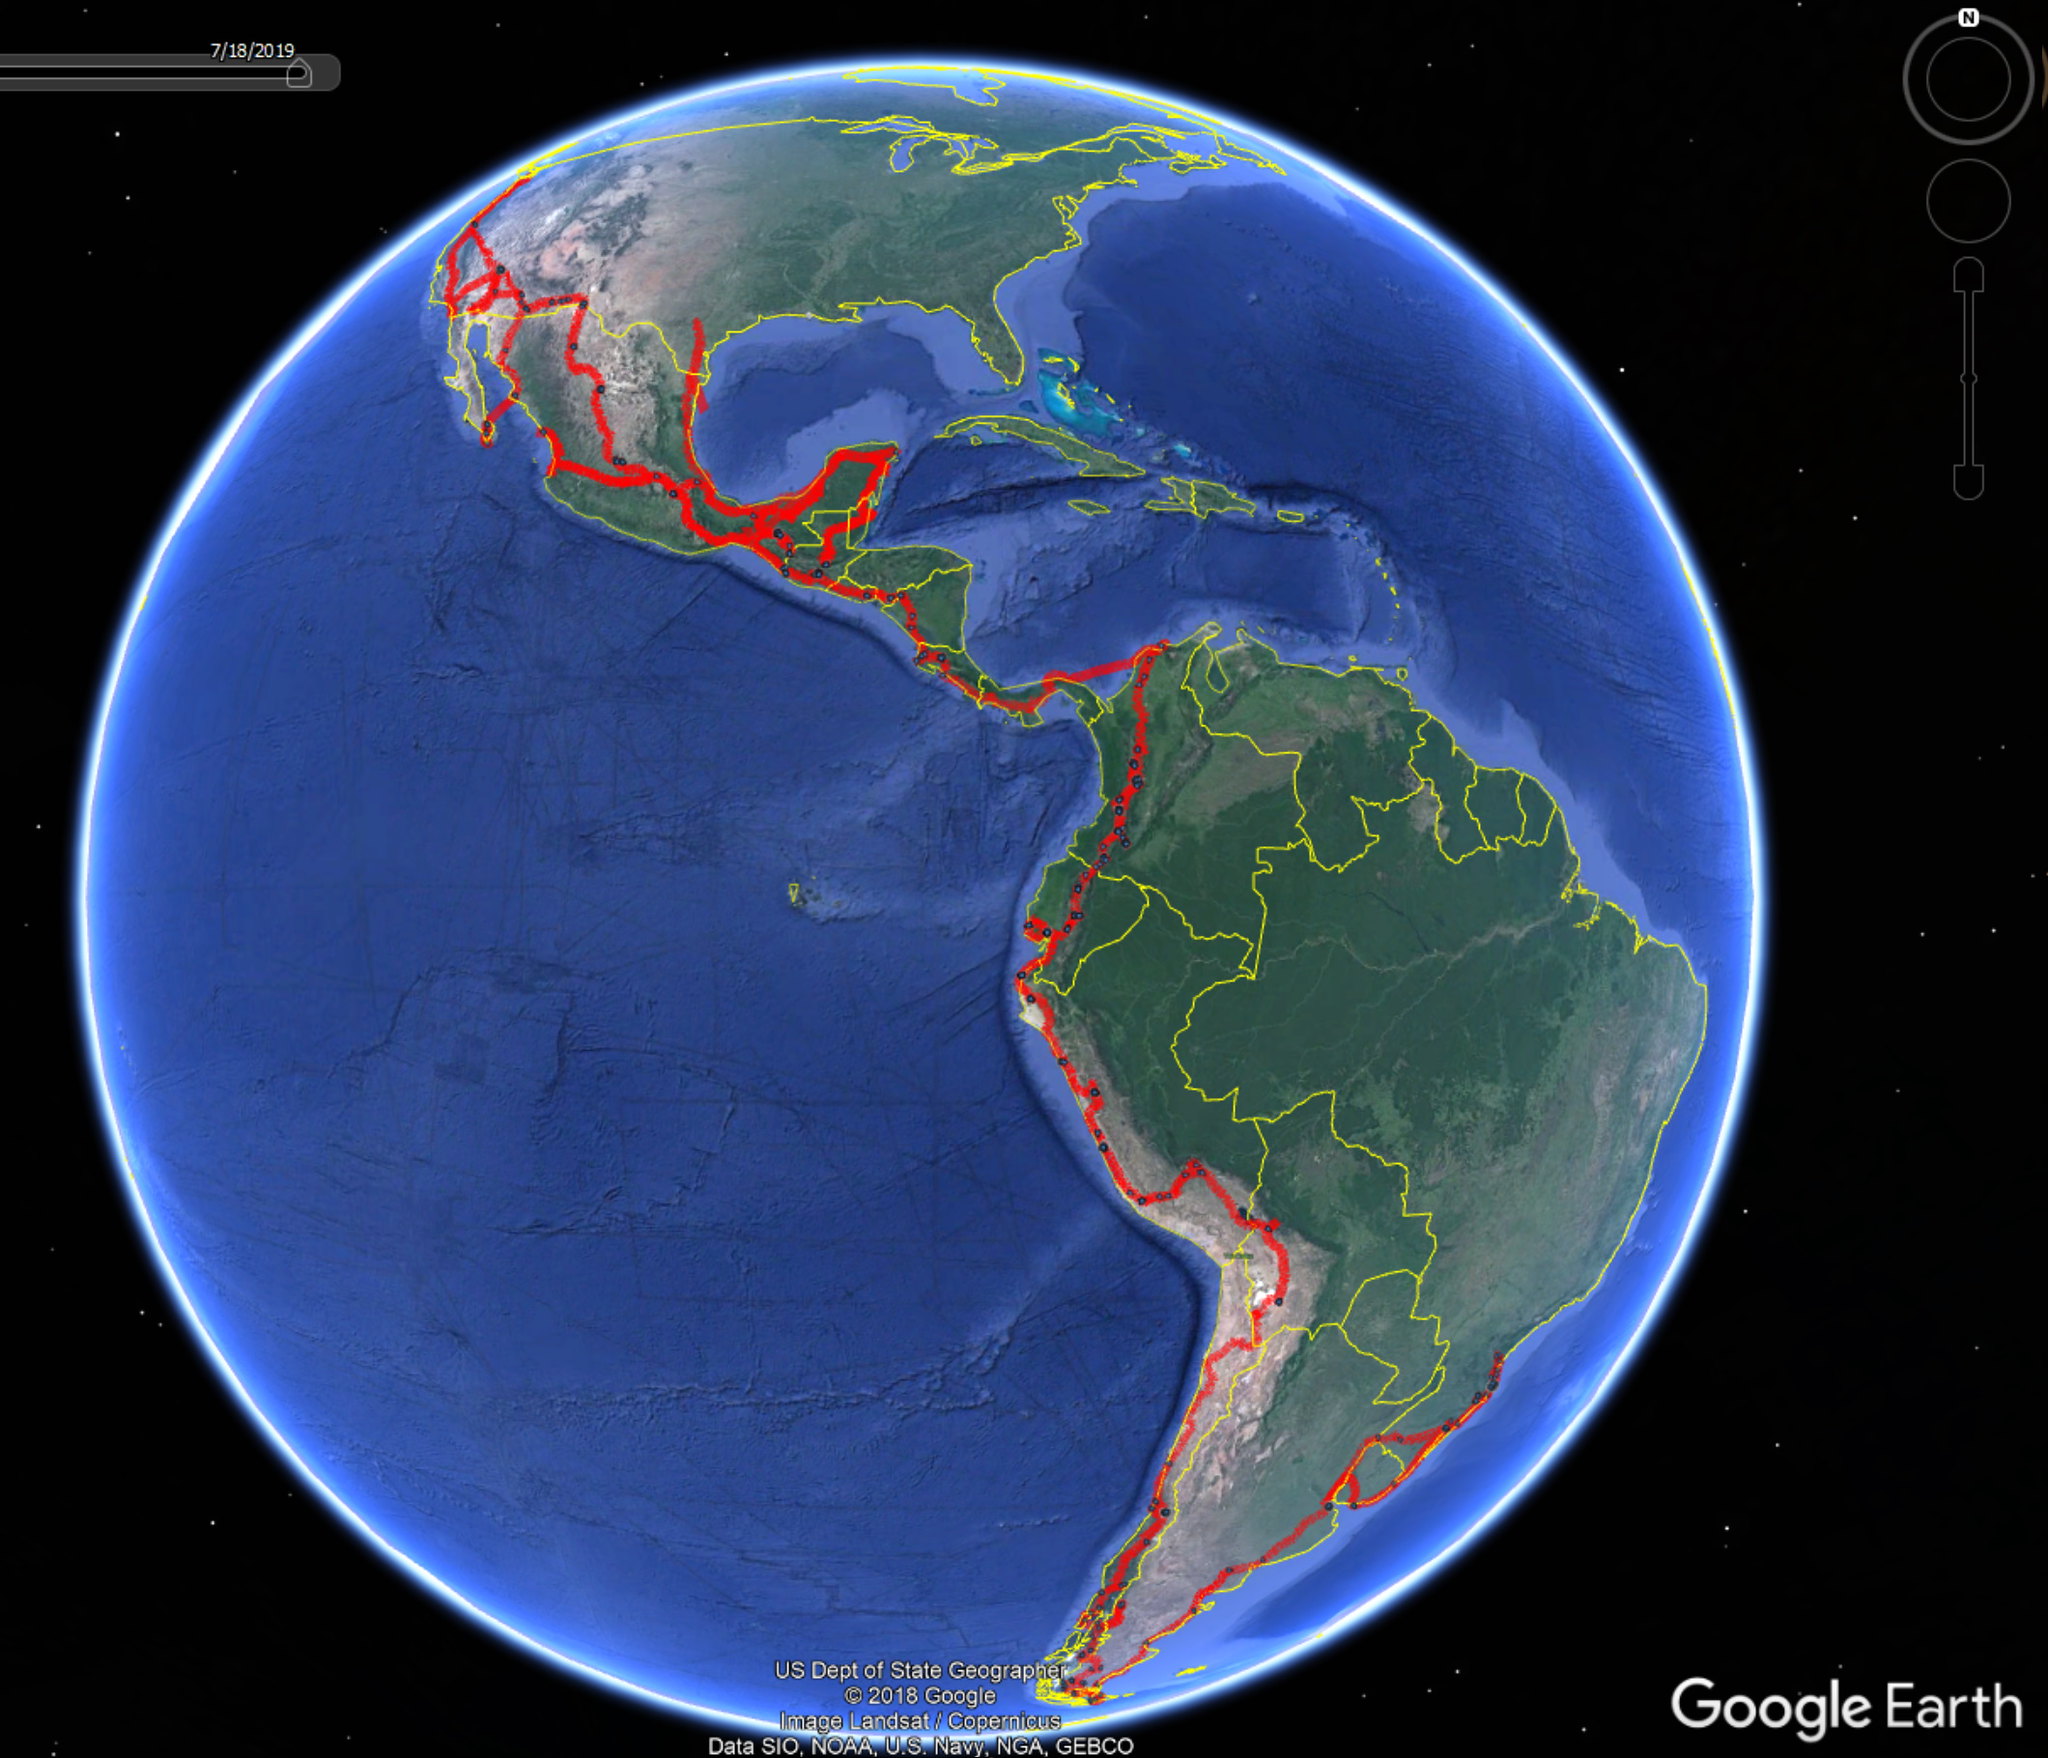 7/18/2019
N
US Dept of State Geographer
© 2018 Google
Image Landsat / Copernicus
Data SIO, NOAA, U.S. Navy, NGA, GEBCO
Google Earth